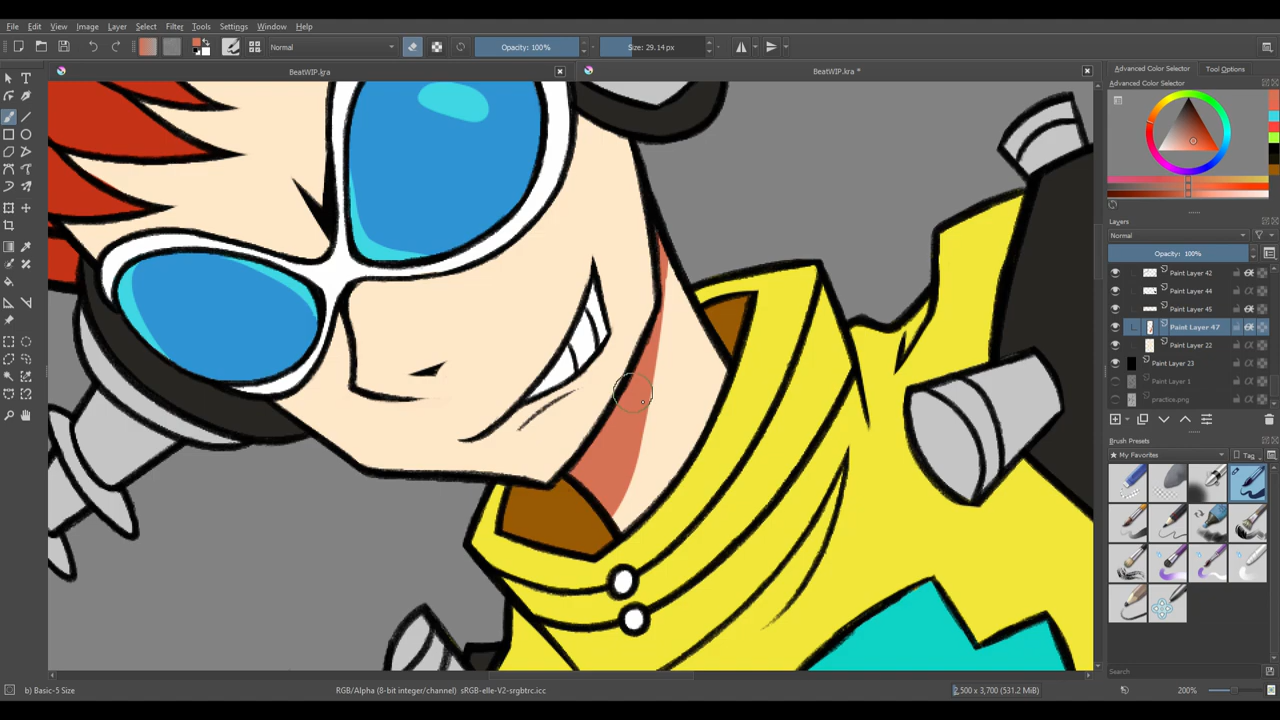 File Edit View Image Layer Select Filter Tools Settings Window Help
Normal Opacity: 100% Size: 29.14 px
BeatWIP.kra BeatWIP.kra *
Advanced Color Selector Tool Options
Advanced Color Selector
Layers
Normal
Opacity: 100%
Paint Layer 42
Paint Layer 44
Paint Layer 45
Paint Layer 47
Paint Layer 22
Paint Layer 23
Paint Layer 1
practice.png
Brush Presets
My Favorites Tag
Search
b) Basic-5 Size RGB/Alpha (8-bit integer/channel) sRGB-elle-V2-srgbtrc.icc 2,500 x 3,700 (531.2 MiB) 200%